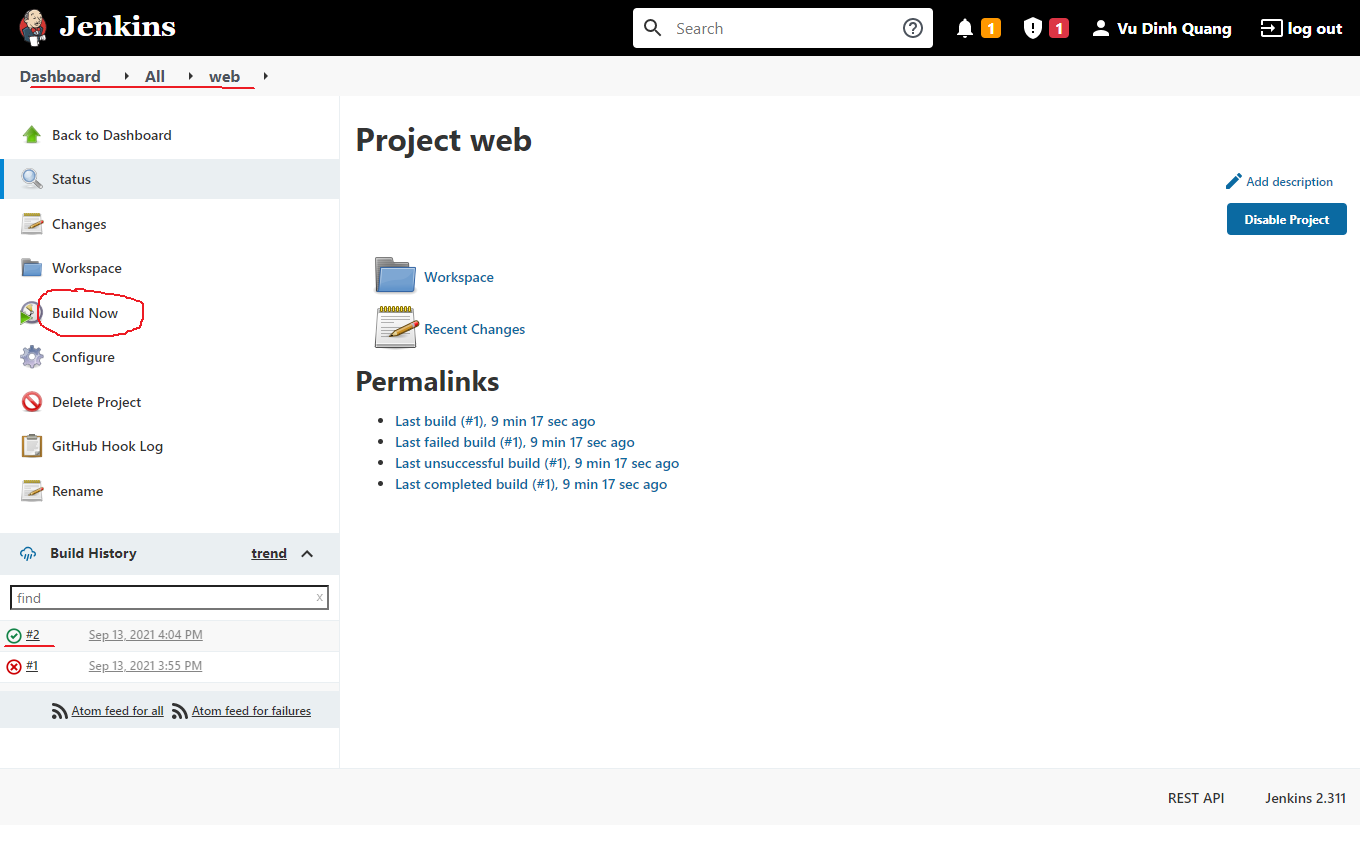 Jenkins
Search
1
1
Vu Dinh Quang
log out
Dashboard All web
Back to Dashboard
Status
Changes
Workspace
Build Now
Configure
Delete Project
GitHub Hook Log
Rename
Build History trend
find x
#2 Sep 13, 2021 4:04 PM
#1 Sep 13, 2021 3:55 PM
Atom feed for all Atom feed for failures
Project web
Add description
Disable Project
Workspace
Recent Changes
Permalinks
Last build (#1), 9 min 17 sec ago
Last failed build (#1), 9 min 17 sec ago
Last unsuccessful build (#1), 9 min 17 sec ago
Last completed build (#1), 9 min 17 sec ago
REST API Jenkins 2.311